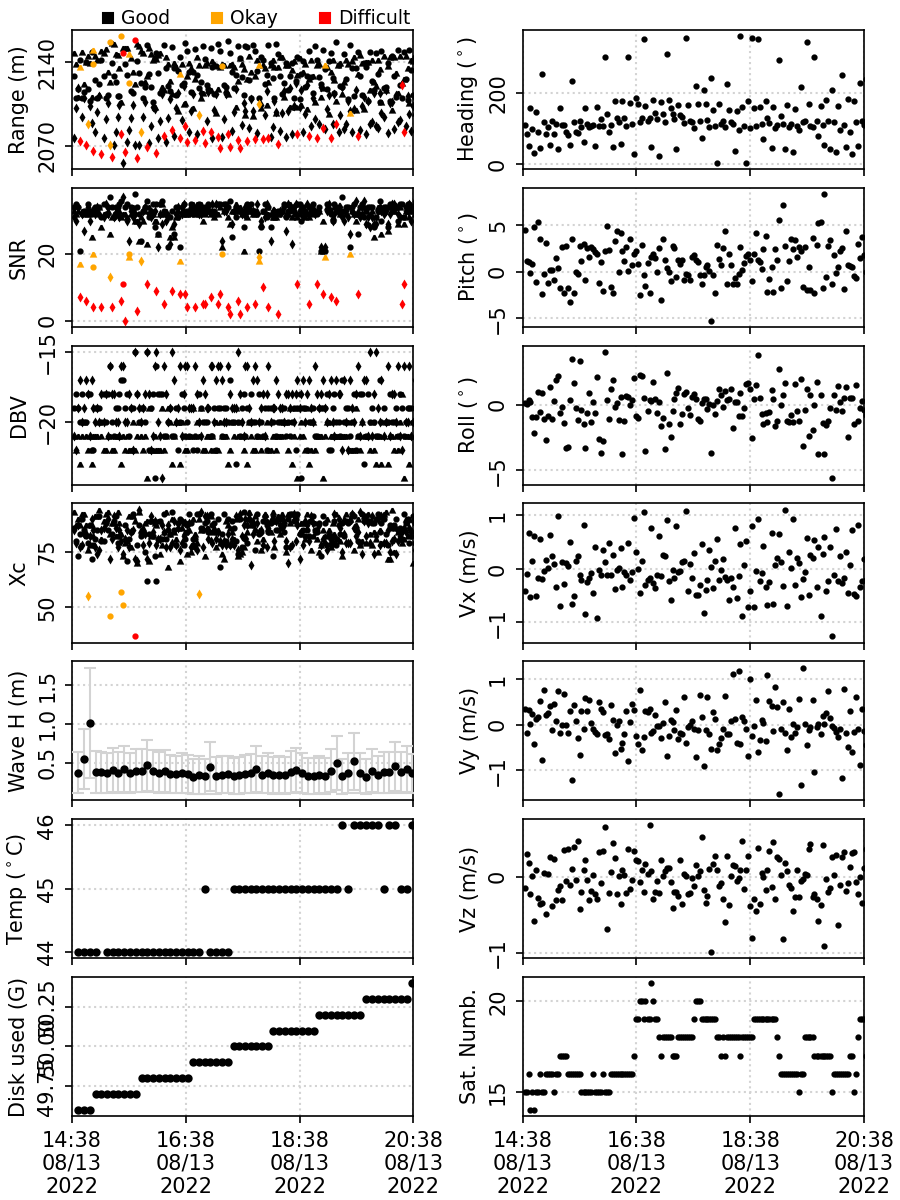 Good Okay Difficult
Range (m)
2140
2070
Heading (°)
200
0
SNR
20
0
Pitch (°)
5
0
−5
DBV
−15
−20
Roll (°)
0
−5
Xc
75
50
Vx (m/s)
1
0
−1
Wave H (m)
1.5
1.0
0.5
Vy (m/s)
1
0
−1
Temp (°C)
46
45
44
Vz (m/s)
0
−1
Disk used (G)
50.25
50.00
49.75
Sat. Numb.
20
15
14:38 16:38 18:38 20:38
08/13 08/13 08/13 08/13
2022 2022 2022 2022
14:38 16:38 18:38 20:38
08/13 08/13 08/13 08/13
2022 2022 2022 2022